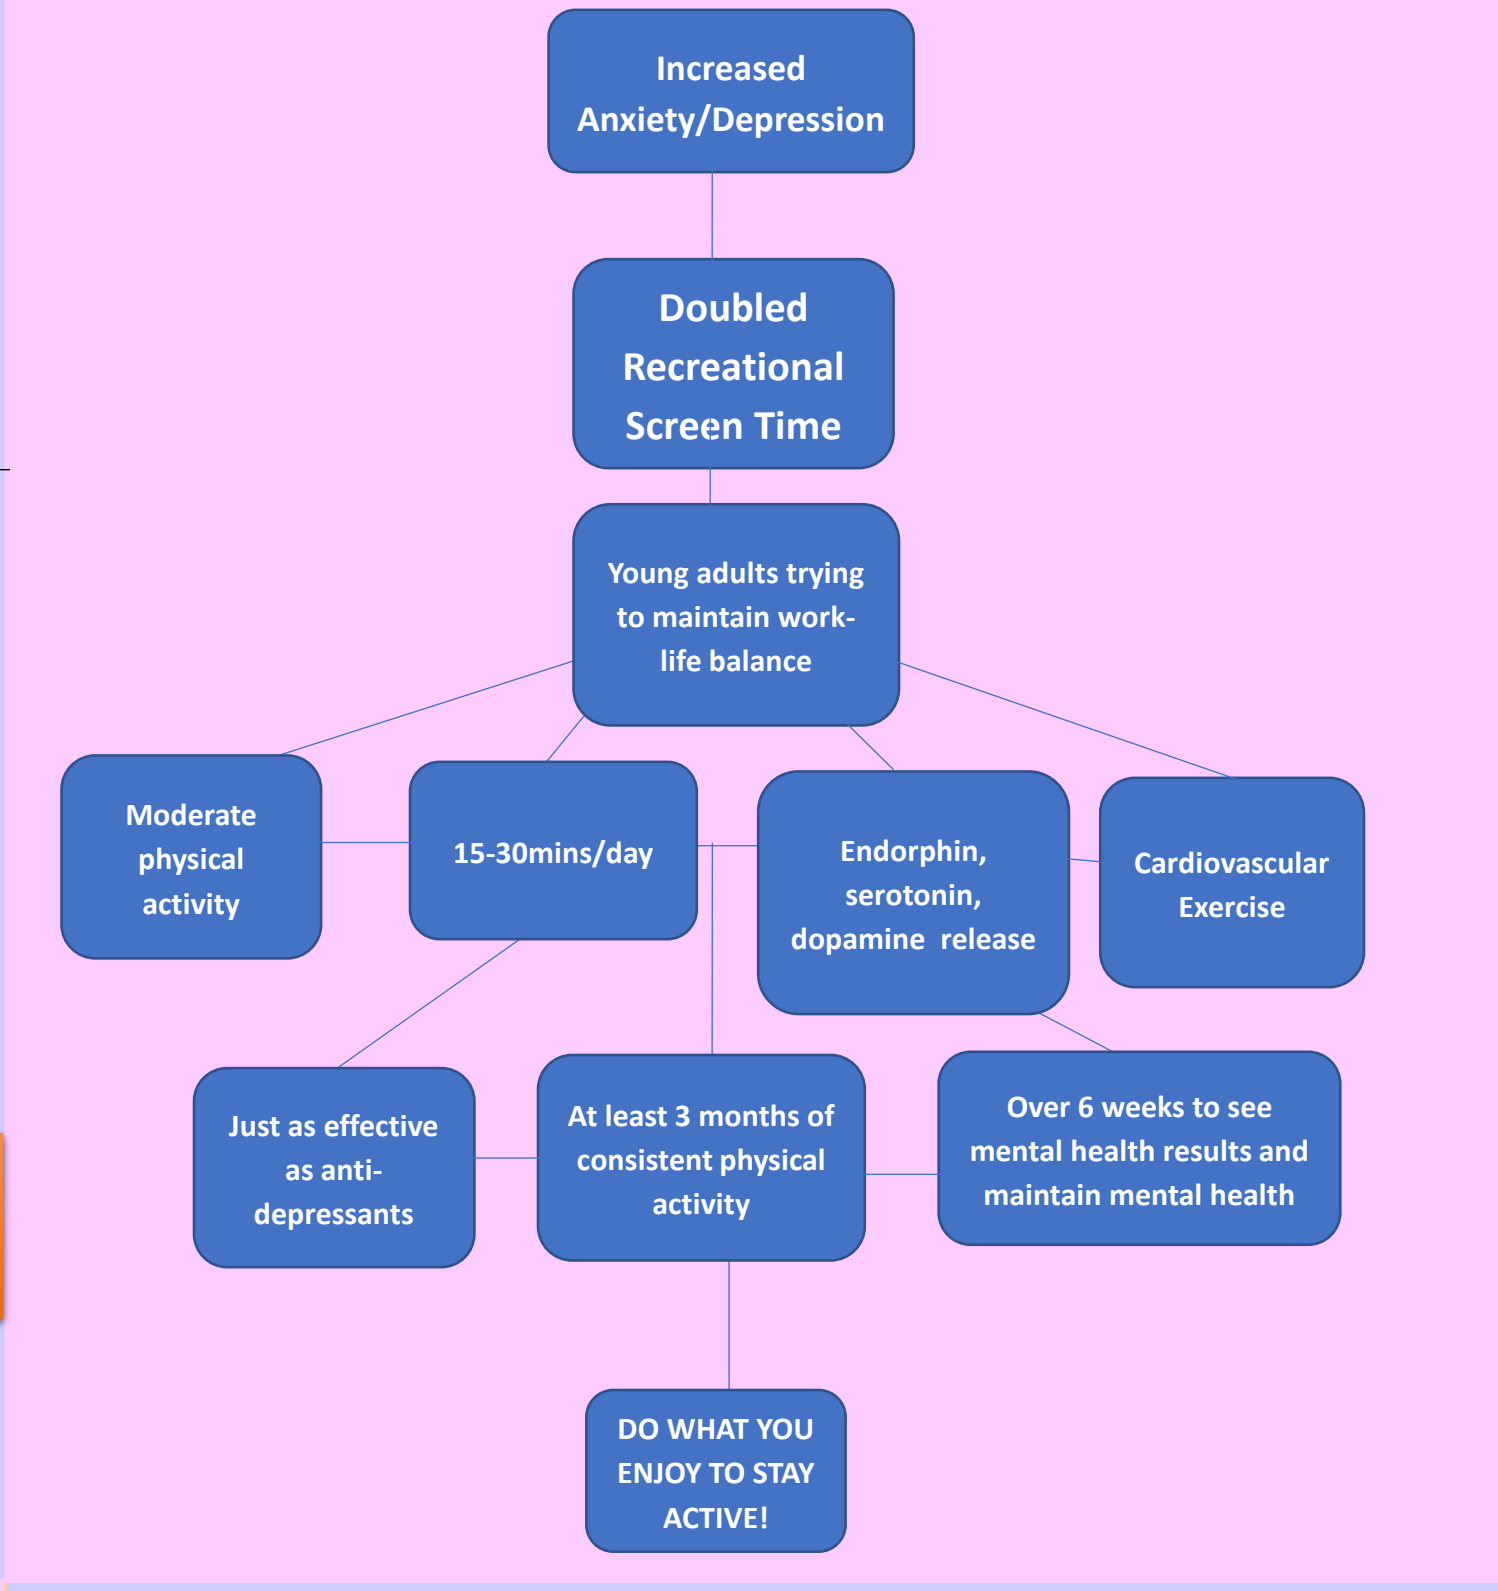 Increased
Anxiety/Depression
Doubled
Recreational
Screen Time
Young adults trying
to maintain work-
life balance
Moderate
physical
activity
15-30mins/day
Endorphin,
serotonin,
dopamine  release
Cardiovascular
Exercise
Just as effective
as anti-
depressants
At least 3 months of
consistent physical
activity
Over 6 weeks to see
mental health results and
maintain mental health
DO WHAT YOU
ENJOY TO STAY
ACTIVE!